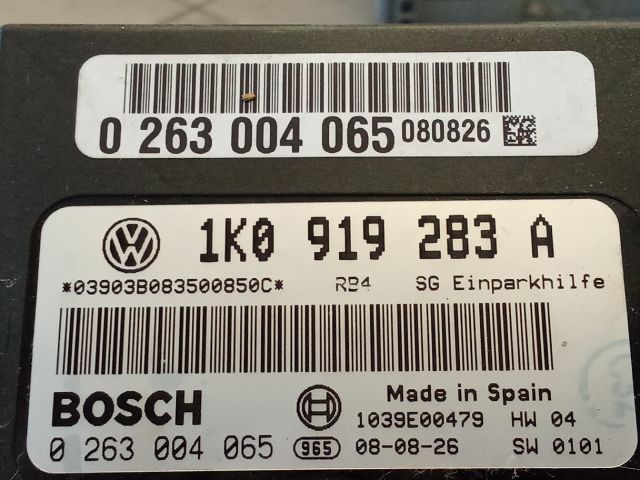 0 263 004 065 080826
1K0 919 283 A
*03903B083500850C* RB4 SG Einparkhilfe
BOSCH Made in Spain
1039E00479 HW 04
0 263 004 065 965 08-08-26 SW 0101